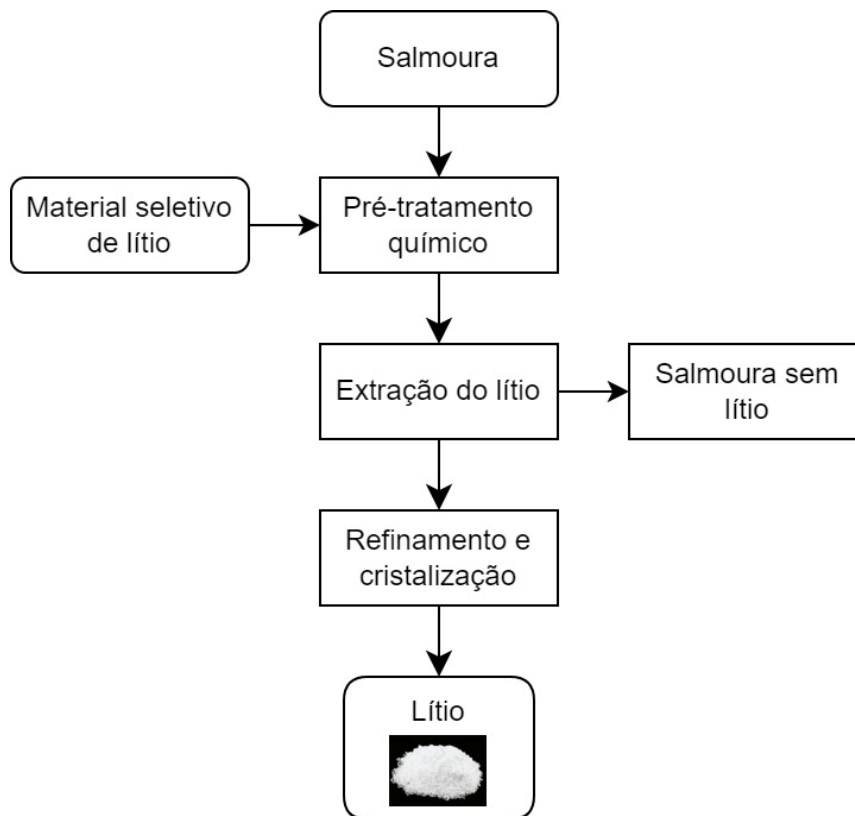 Salmoura
Material seletivo
de lítio
Pré-tratamento
químico
Extração do lítio
Salmoura sem
lítio
Refinamento e
cristalização
Lítio